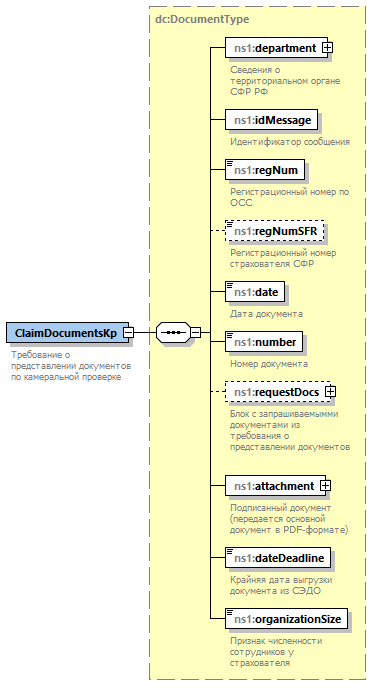 dc:DocumentType
ns1:department
Сведения о
территориальном органе
СФР РФ
ns1:idMessage
Идентификатор сообщения
ns1:regNum
Регистрационный номер по
ОСС
ns1:regNumSFR
Регистрационный номер
страхователя СФР
ns1:date
Дата документа
ClaimDocumentsKp
Требование о
представлении документов
по камеральной проверке
ns1:number
Номер документа
ns1:requestDocs
Блок с запрашиваемымми
документами из
требования о
представлении документов
ns1:attachment
Подписанный документ
(передается основной
документ в PDF-формате)
ns1:dateDeadline
Крайняя дата выгрузки
документа из СЭДО
ns1:organizationSize
Признак численности
сотрудников у
страхователя